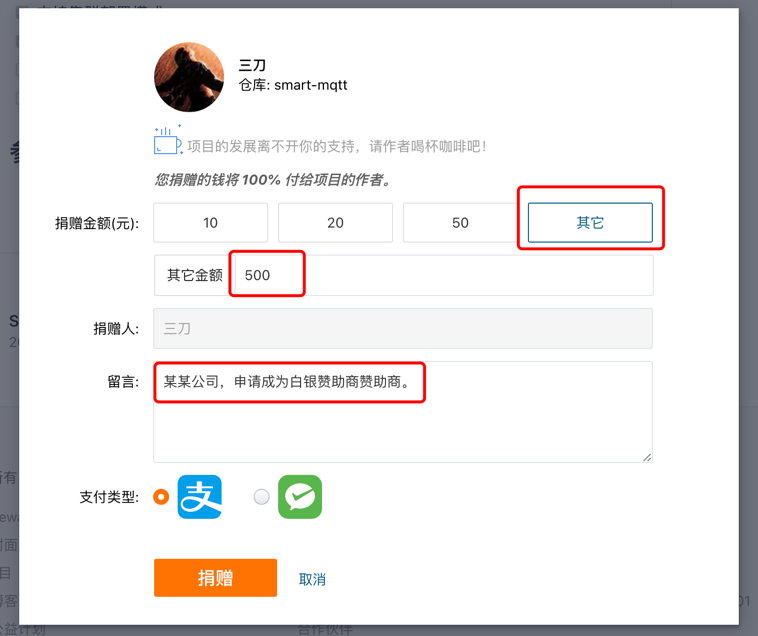 三刀
仓库: smart-mqtt
项目的发展离不开你的支持，请作者喝杯咖啡吧！
您捐赠的钱将 100% 付给项目的作者。
捐赠金额(元): 10 20 50 其它
其它金额 500
捐赠人: 三刀
留言: 某某公司，申请成为白银赞助商赞助商。
支付类型: 支
捐赠 取消
合作伙伴